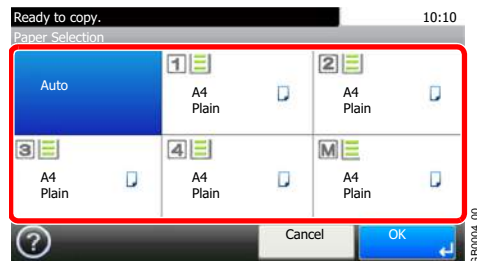 Ready to copy. 10:10
Paper Selection
Auto
1
A4
Plain
2
A4
Plain
3
A4
Plain
4
A4
Plain
M
A4
Plain
?
Cancel
OK
GB0004_00